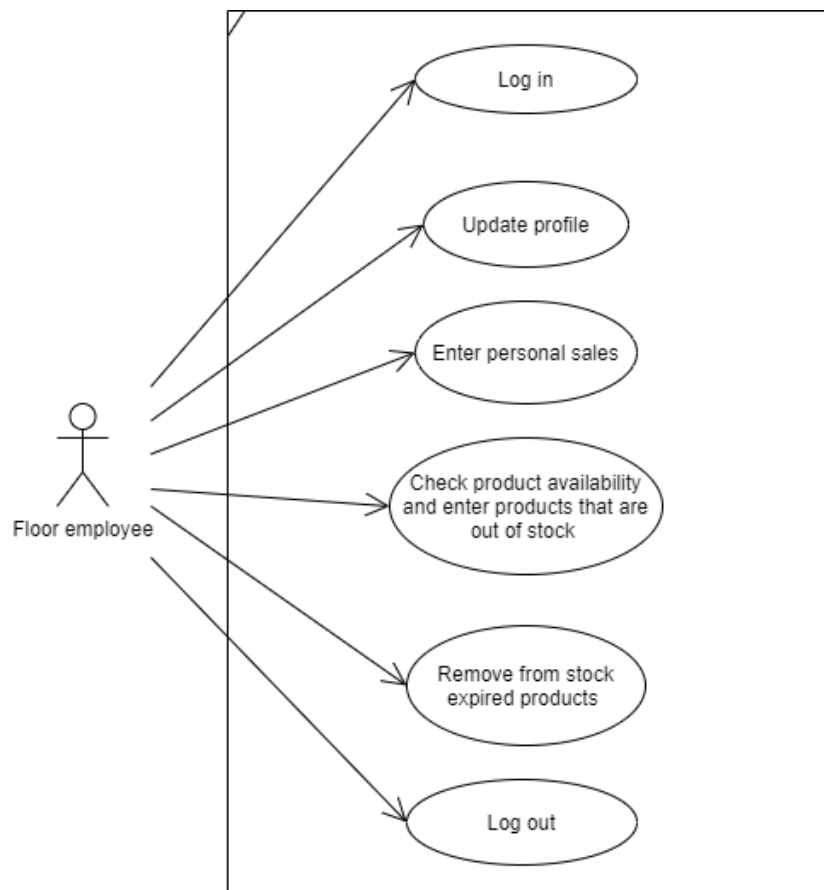 Log in
Update profile
Enter personal sales
Floor employee
Check product availability
and enter products that are
out of stock
Remove from stock
expired products
Log out